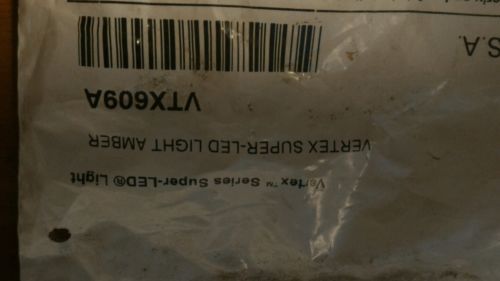 Vertex™ Series Super-LED® Light
VERTEX SUPER-LED LIGHT AMBER
VTX609A
S.A.